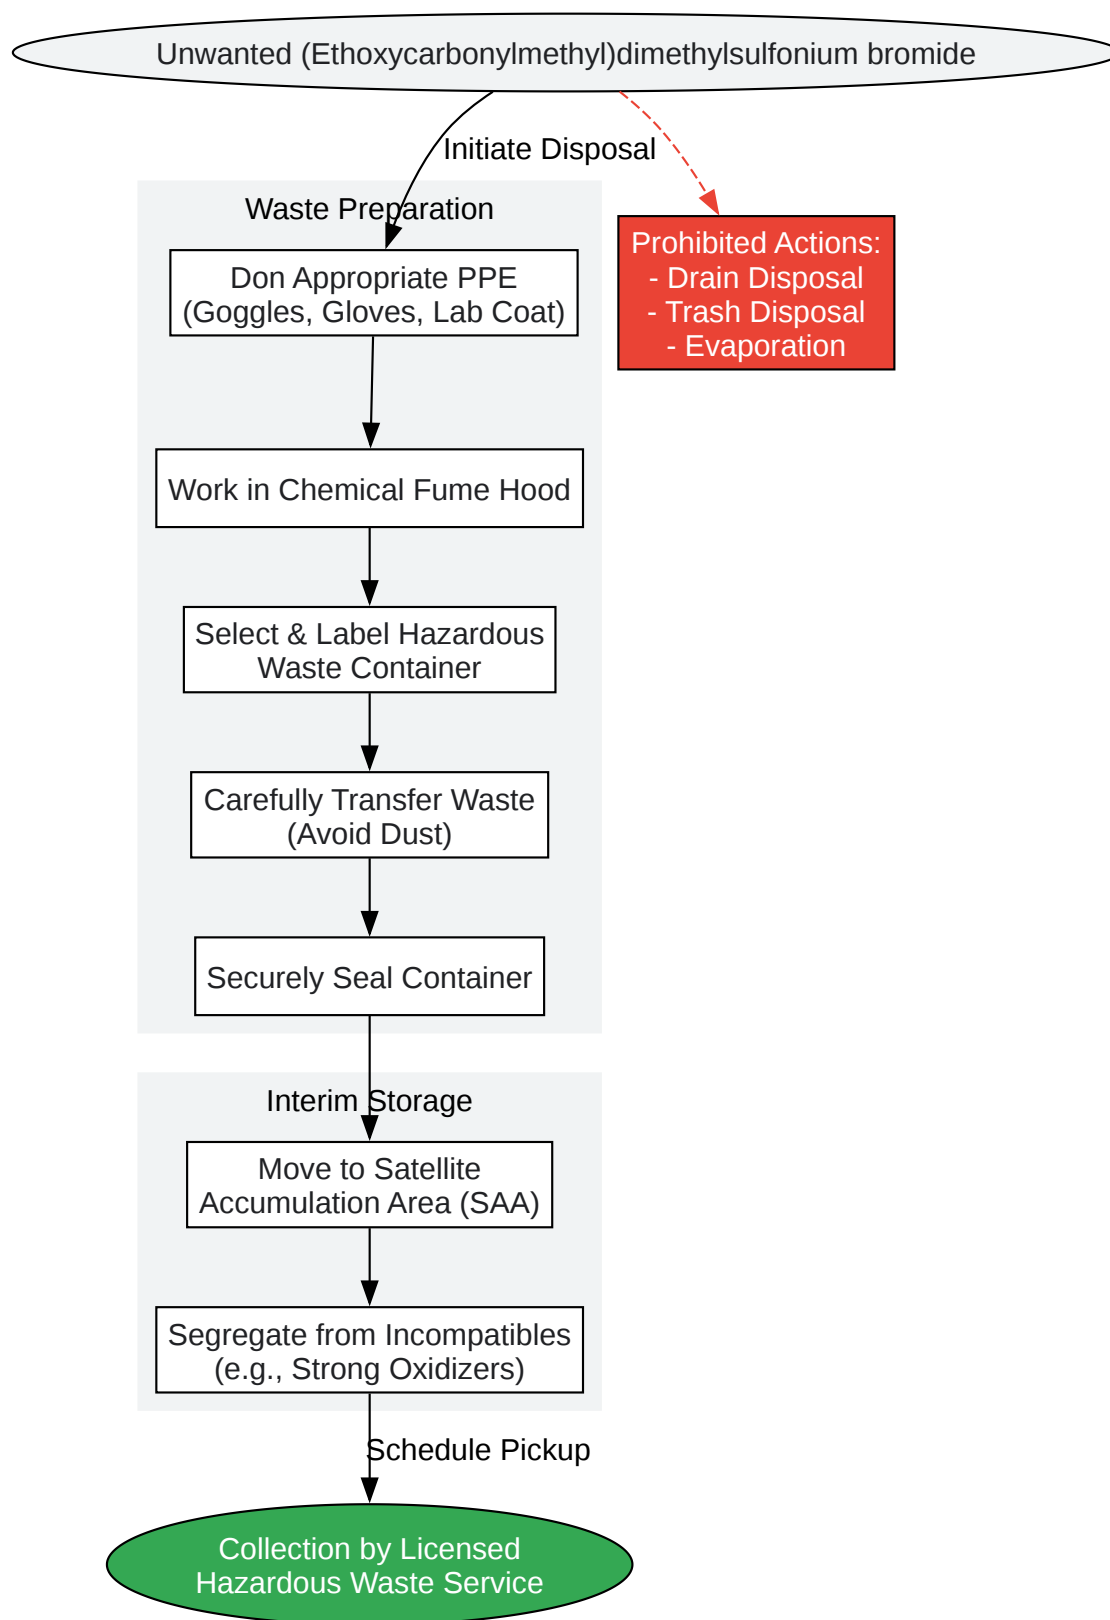 Unwanted (Ethoxycarbonylmethyl)dimethylsulfonium bromide
Initiate Disposal
Waste Preparation
Don Appropriate PPE
(Goggles, Gloves, Lab Coat)
Prohibited Actions:
- Drain Disposal
- Trash Disposal
- Evaporation
Work in Chemical Fume Hood
Select & Label Hazardous
Waste Container
Carefully Transfer Waste
(Avoid Dust)
Securely Seal Container
Interim Storage
Move to Satellite
Accumulation Area (SAA)
Segregate from Incompatibles
(e.g., Strong Oxidizers)
Schedule Pickup
Collection by Licensed
Hazardous Waste Service